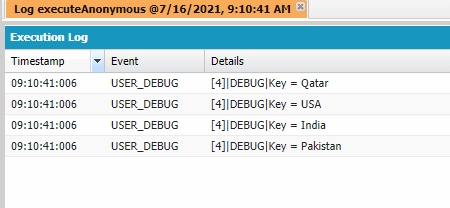 Log executeAnonymous @7/16/2021, 9:10:41 AM
Execution Log
Timestamp Event Details
09:10:41:006 USER_DEBUG [4]|DEBUG|Key = Qatar
09:10:41:006 USER_DEBUG [4]|DEBUG|Key = USA
09:10:41:006 USER_DEBUG [4]|DEBUG|Key = India
09:10:41:006 USER_DEBUG [4]|DEBUG|Key = Pakistan